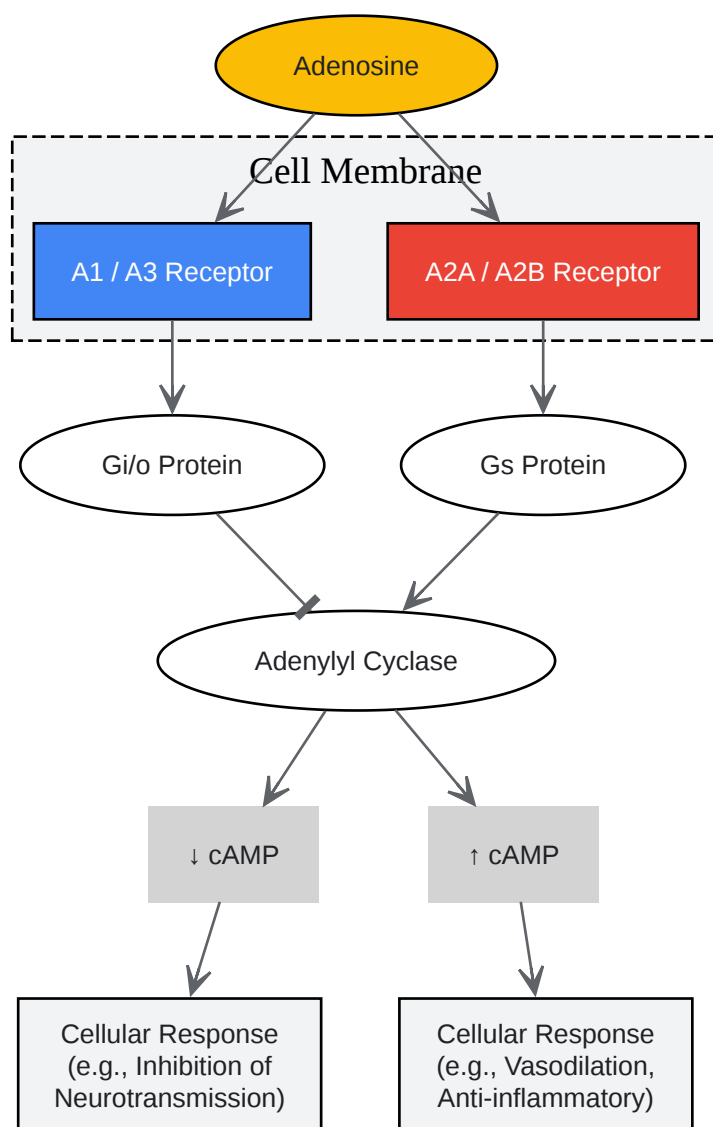 Adenosine
Cell Membrane
A1 / A3 Receptor
A2A / A2B Receptor
Gi/o Protein
Gs Protein
Adenylyl Cyclase
↓ cAMP
↑ cAMP
Cellular Response
(e.g., Inhibition of
Neurotransmission)
Cellular Response
(e.g., Vasodilation,
Anti-inflammatory)